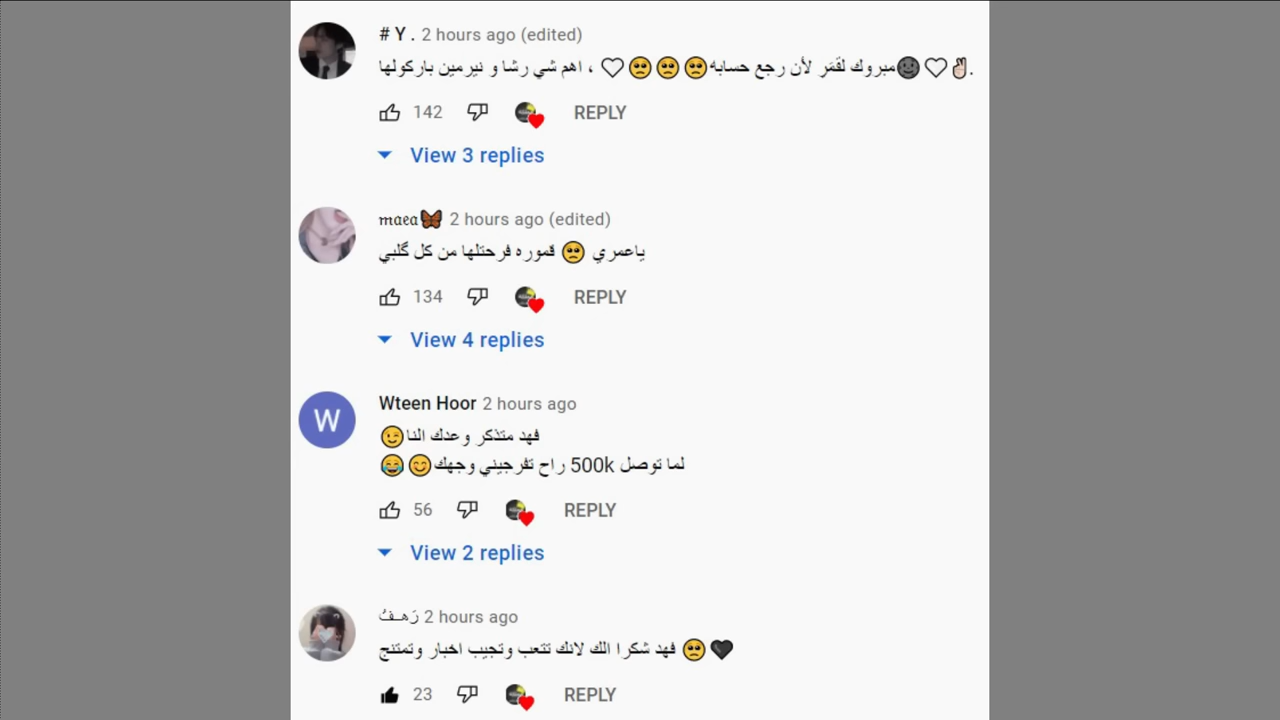 # Y . 2 hours ago (edited)
مبروك لقَمَر لأن رجع حسابه🥺🥺🥺🤍 ، اهم شي رشا و نيرمين باركولها🌚🤍✌🏻.
142 REPLY
View 3 replies
𝔪𝔞𝔢𝔞🦋 2 hours ago (edited)
ياعمري 🥺 قموره فرحتلها من كل گلبي
134 REPLY
View 4 replies
Wteen Hoor 2 hours ago
فهد متذكر وعدك النا😉
لما توصل 500k راح تفرجيني وجهك😊😂
W
56 REPLY
View 2 replies
رَهـفُ 2 hours ago
فهد شكرا الك لانك تتعب وتجيب اخبار وتمتنج 🥺🖤
23 REPLY